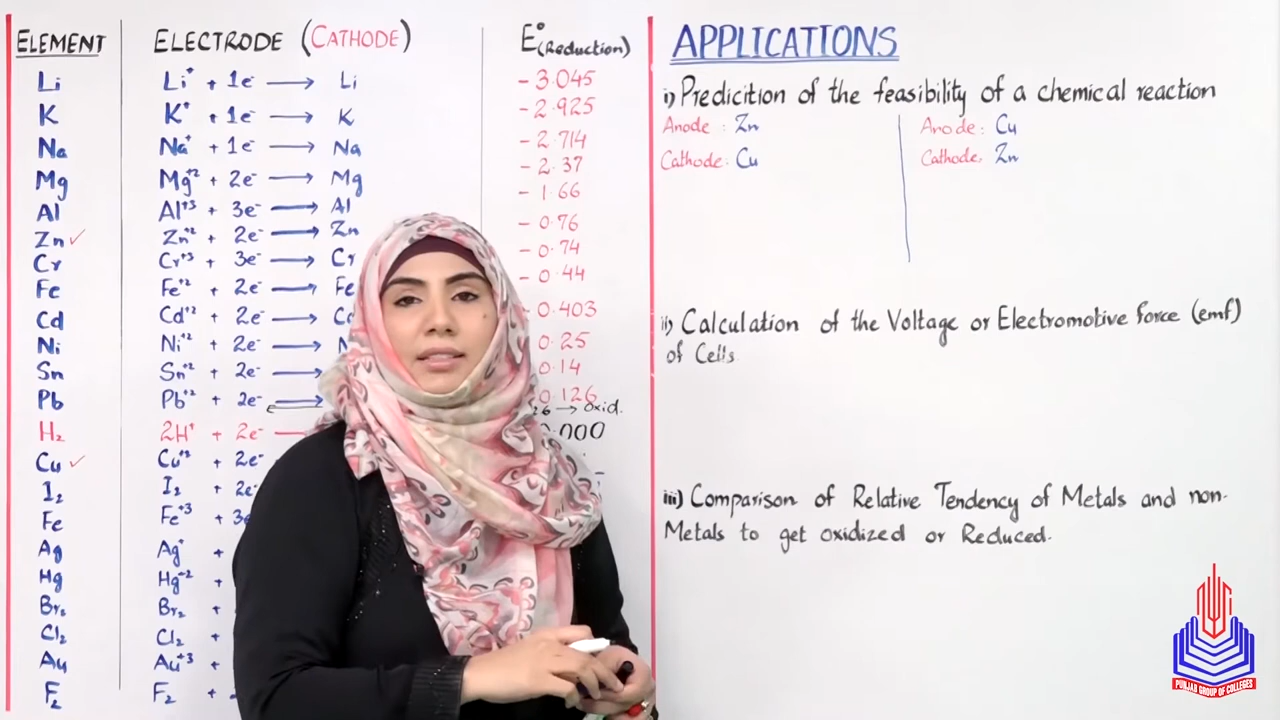 ELEMENT ELECTRODE (CATHODE) E°(Reduction)
Li Li⁺ + 1e⁻ → Li - 3.045
K K⁺ + 1e⁻ → K - 2.925
Na Na⁺ + 1e⁻ → Na - 2.714
Mg Mg⁺² + 2e⁻ → Mg - 2.37
Al Al⁺³ + 3e⁻ → Al - 1.66
Zn ✓ Zn⁺² + 2e⁻ → Zn - 0.76
Cr Cr⁺³ + 3e⁻ → Cr - 0.74
Fe Fe⁺² + 2e⁻ → Fe - 0.44
Cd Cd⁺² + 2e⁻ → - 0.403
Ni Ni⁺² + 2e⁻ → N 0.25
Sn Sn⁺² + 2e⁻ → 0.14
Pb Pb⁺² + 2e⁻ → 0.126
→ oxid.
H₂ 2H⁺ + 2e⁻ 0.000
Cu ✓ Cu⁺² + 2e⁻
I₂ I₂ + 2e⁻
Fe Fe⁺³ + 3e
Ag Ag⁺ +
Hg Hg⁺² +
Br₂ Br₂ +
Cl₂ Cl₂ +
Au Au⁺³ +
F₂ F₂ +
APPLICATIONS
i) Predicition of the feasibility of a chemical reaction
Anode : Zn
Cathode: Cu
Anode: Cu
Cathode. Zn
ii) Calculation of the Voltage or Electromotive force (emf)
of Cells
iii) Comparison of Relative Tendency of Metals and non-
Metals to get oxidized or Reduced.
PUNJAB GROUP OF COLLEGES